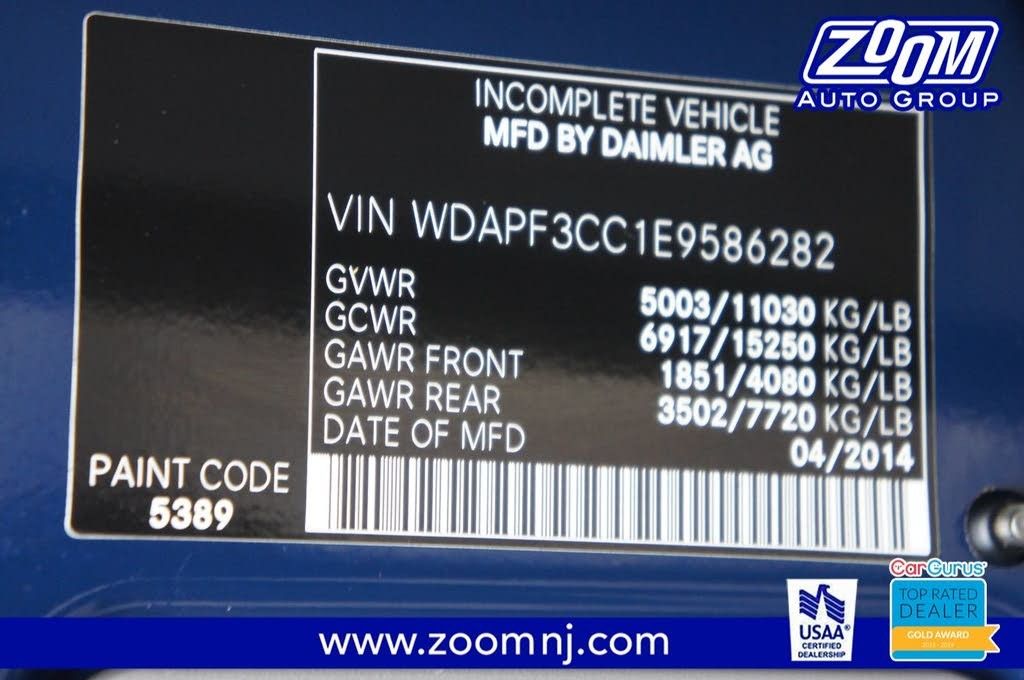 ZOOM
AUTO GROUP
INCOMPLETE VEHICLE
MFD BY DAIMLER AG
VIN WDAPF3CC1E9586282
GVWR 5003/11030 KG/LB
GCWR 6917/15250 KG/LB
GAWR FRONT 1851/4080 KG/LB
GAWR REAR 3502/7720 KG/LB
DATE OF MFD 04/2014
PAINT CODE
5389
CarGurus
TOP RATED
DEALER
GOLD AWARD
USAA®
CERTIFIED
DEALERSHIP
www.zoomnj.com